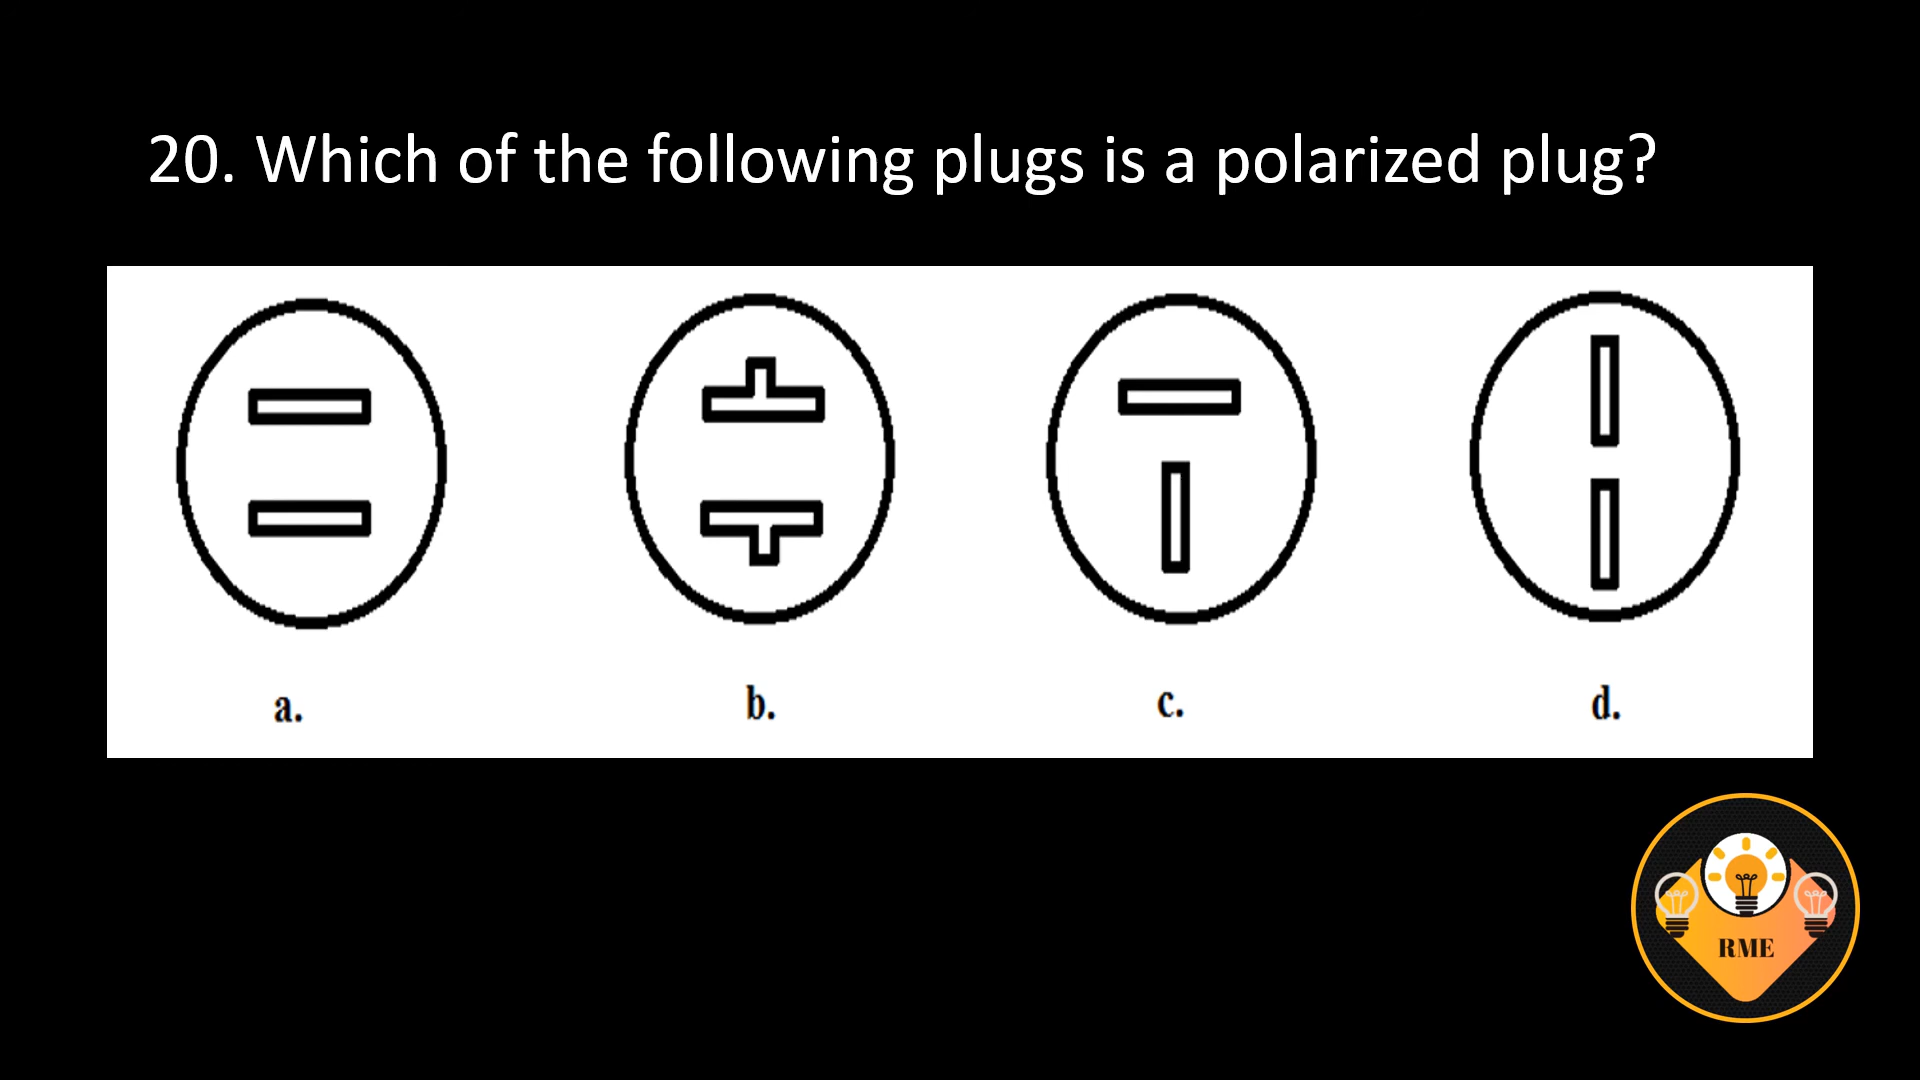 20. Which of the following plugs is a polarized plug?
a. b. c. d.
RME